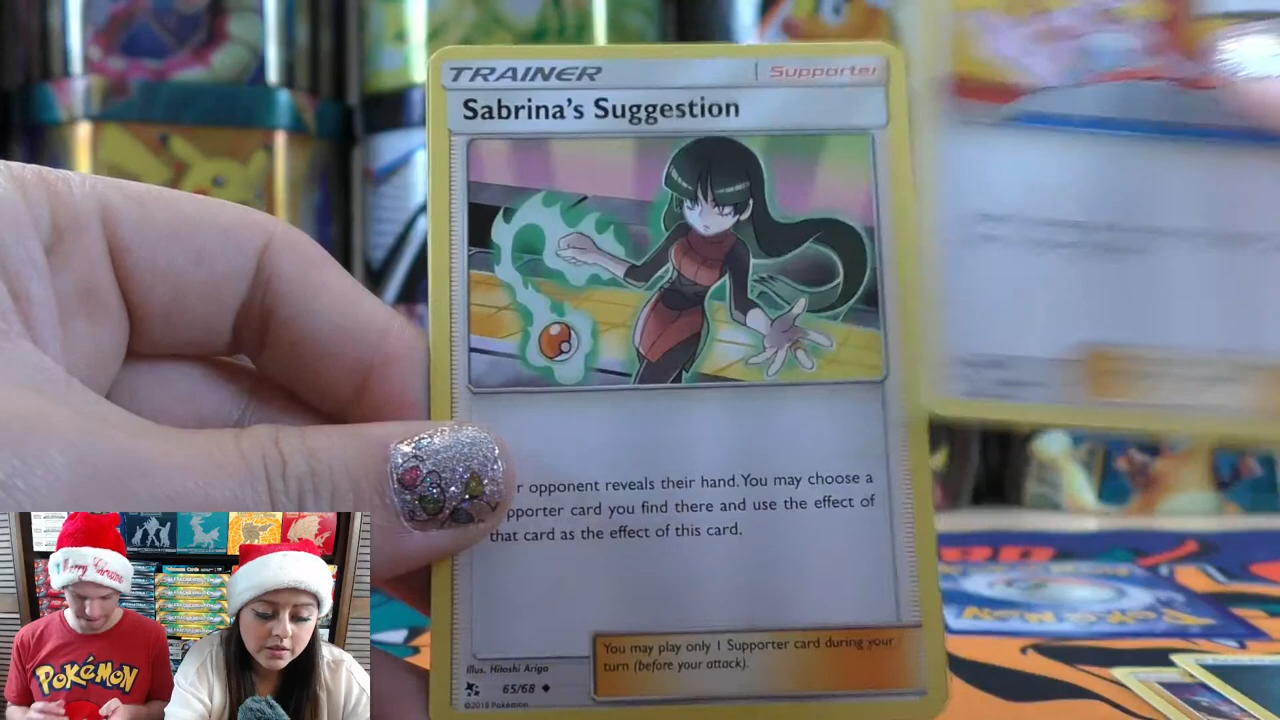 TRAINER
Supporter
Sabrina's Suggestion
r opponent reveals their hand. You may choose a
pporter card you find there and use the effect of
that card as the effect of this card.
You may play only 1 Supporter card during your
turn (before your attack).
Illus. Hitoshi Ariga
65/68
©2018 Pokémon
Merry
POKéMON